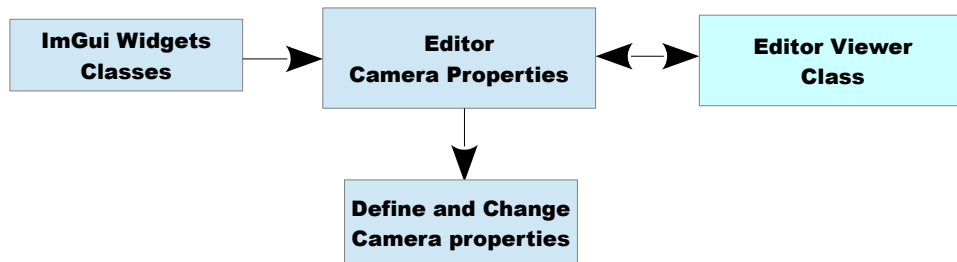 ImGui Widgets
Classes
Editor
Camera Properties
Editor Viewer
Class
Define and Change
Camera properties